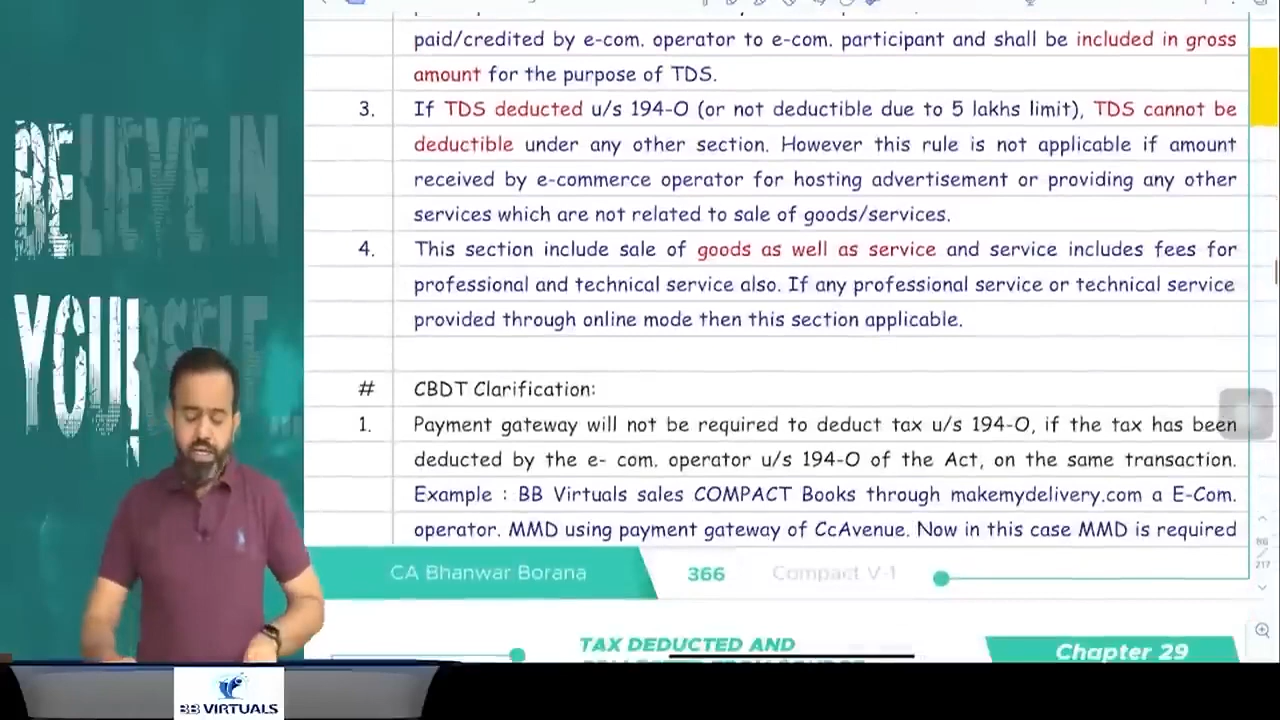 BELIEVE IN
YOURSELF
paid/credited by e-com. operator to e-com. participant and shall be included in gross
amount for the purpose of TDS.
3. If TDS deducted u/s 194-O (or not deductible due to 5 lakhs limit), TDS cannot be
deductible under any other section. However this rule is not applicable if amount
received by e-commerce operator for hosting advertisement or providing any other
services which are not related to sale of goods/services.
4. This section include sale of goods as well as service and service includes fees for
professional and technical service also. If any professional service or technical service
provided through online mode then this section applicable.
# CBDT Clarification:
1. Payment gateway will not be required to deduct tax u/s 194-O, if the tax has been
deducted by the e- com. operator u/s 194-O of the Act, on the same transaction.
Example : BB Virtuals sales COMPACT Books through makemydelivery.com a E-Com.
operator. MMD using payment gateway of CcAvenue. Now in this case MMD is required
CA Bhanwar Borana 366 Compact V-1
86
217
TAX DEDUCTED AND
Chapter 29
BB VIRTUALS